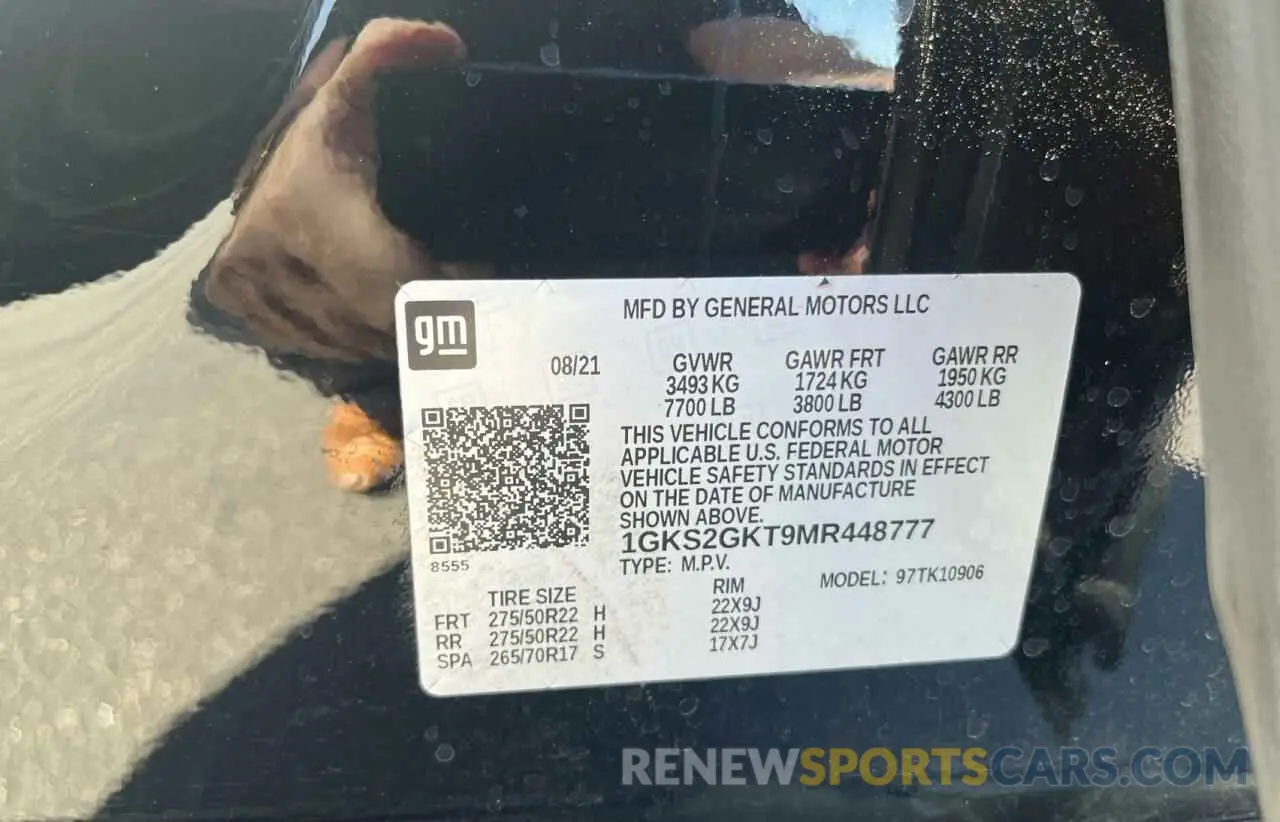 gm
MFD BY GENERAL MOTORS LLC
08/21
GVWR GAWR FRT GAWR RR
3493 KG 1724 KG 1950 KG
7700 LB 3800 LB 4300 LB
THIS VEHICLE CONFORMS TO ALL
APPLICABLE U.S. FEDERAL MOTOR
VEHICLE SAFETY STANDARDS IN EFFECT
ON THE DATE OF MANUFACTURE
SHOWN ABOVE.
1GKS2GKT9MR448777
8555
TYPE: M.P.V.
MODEL: 97TK10906
TIRE SIZE RIM
FRT 275/50R22 H 22X9J
RR 275/50R22 H 22X9J
SPA 265/70R17 S 17X7J
RENEWSPORTSCARS.COM